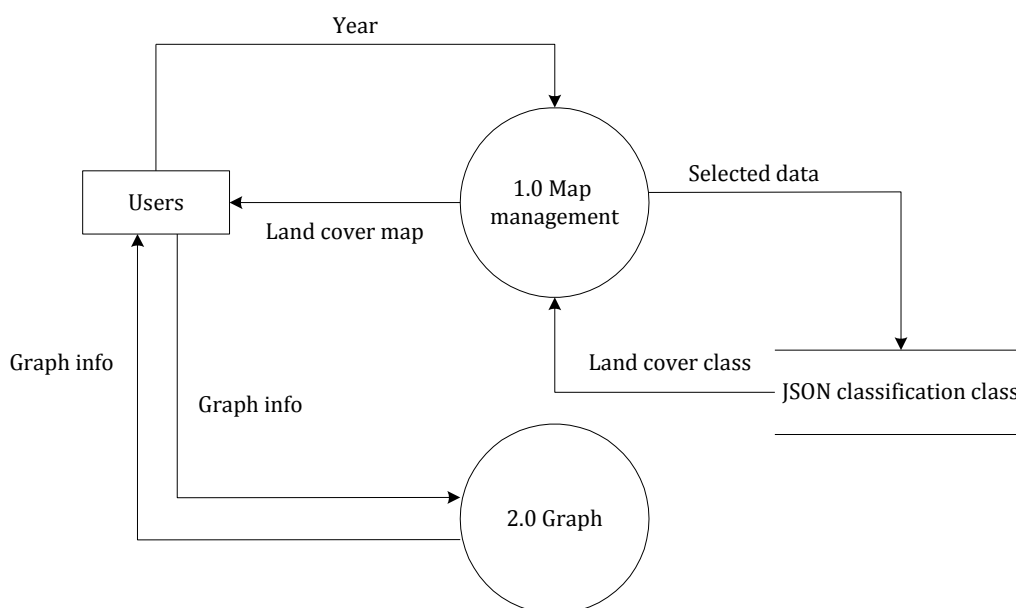 Year
1.0 Map
management
Selected data
Users
Land cover map
Graph info
Land cover class
JSON classification class
Graph info
2.0 Graph